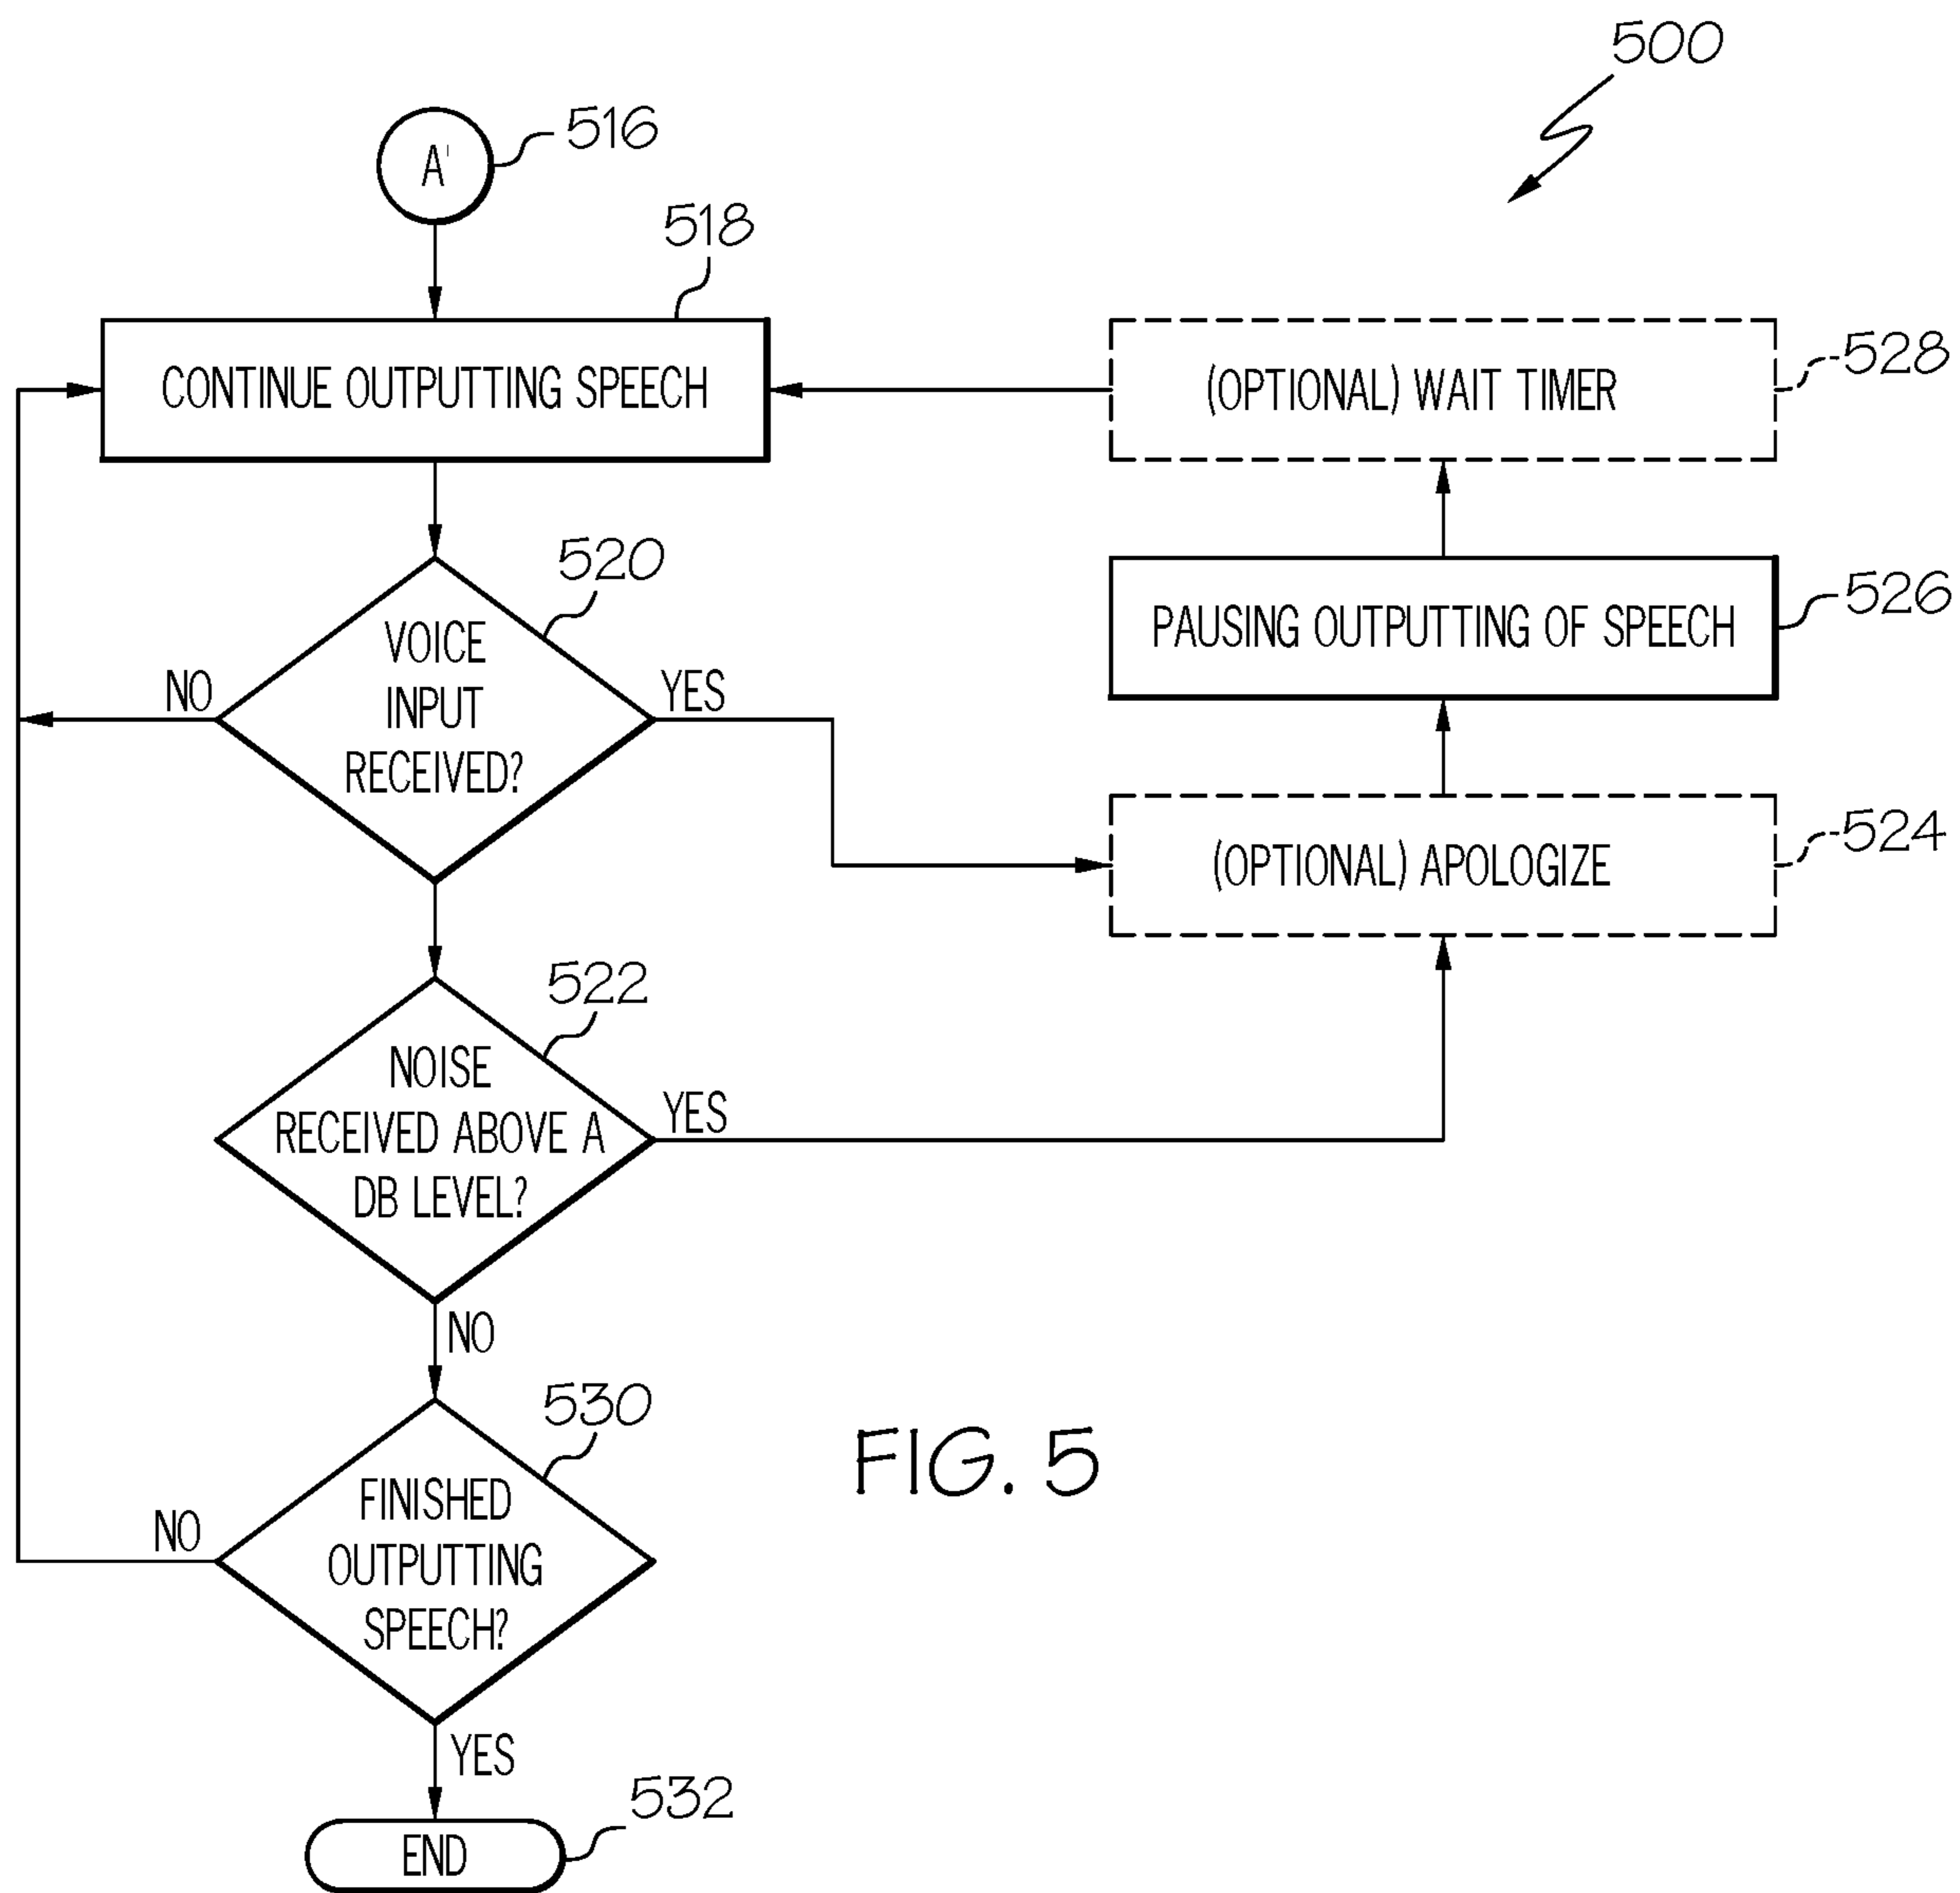 500
A'
516
518
CONTINUE OUTPUTTING SPEECH
(OPTIONAL) WAIT TIMER
528
520
VOICE
INPUT
RECEIVED?
NO
YES
PAUSING OUTPUTTING OF SPEECH
526
(OPTIONAL) APOLOGIZE
524
522
NOISE
RECEIVED ABOVE A
DB LEVEL?
YES
NO
530
FINISHED
OUTPUTTING
SPEECH?
NO
YES
FIG. 5
532
END